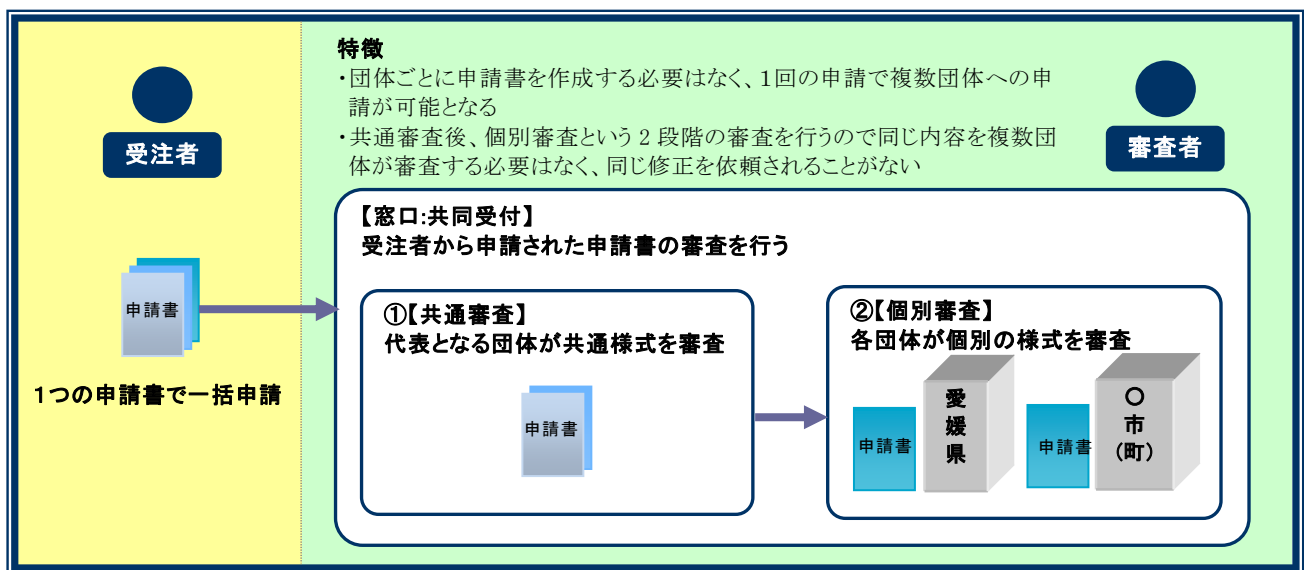 特徴
・団体ごとに申請書を作成する必要はなく、1回の申請で複数団体への申
請が可能となる
・共通審査後、個別審査という 2 段階の審査を行うので同じ内容を複数団
体が審査する必要はなく、同じ修正を依頼されることがない
受注者
審査者
【窓口:共同受付】
受注者から申請された申請書の審査を行う
申請書
1つの申請書で一括申請
①【共通審査】
代表となる団体が共通様式を審査
申請書
②【個別審査】
各団体が個別の様式を審査
申請書
愛
媛
県
申請書
○
市
(町)